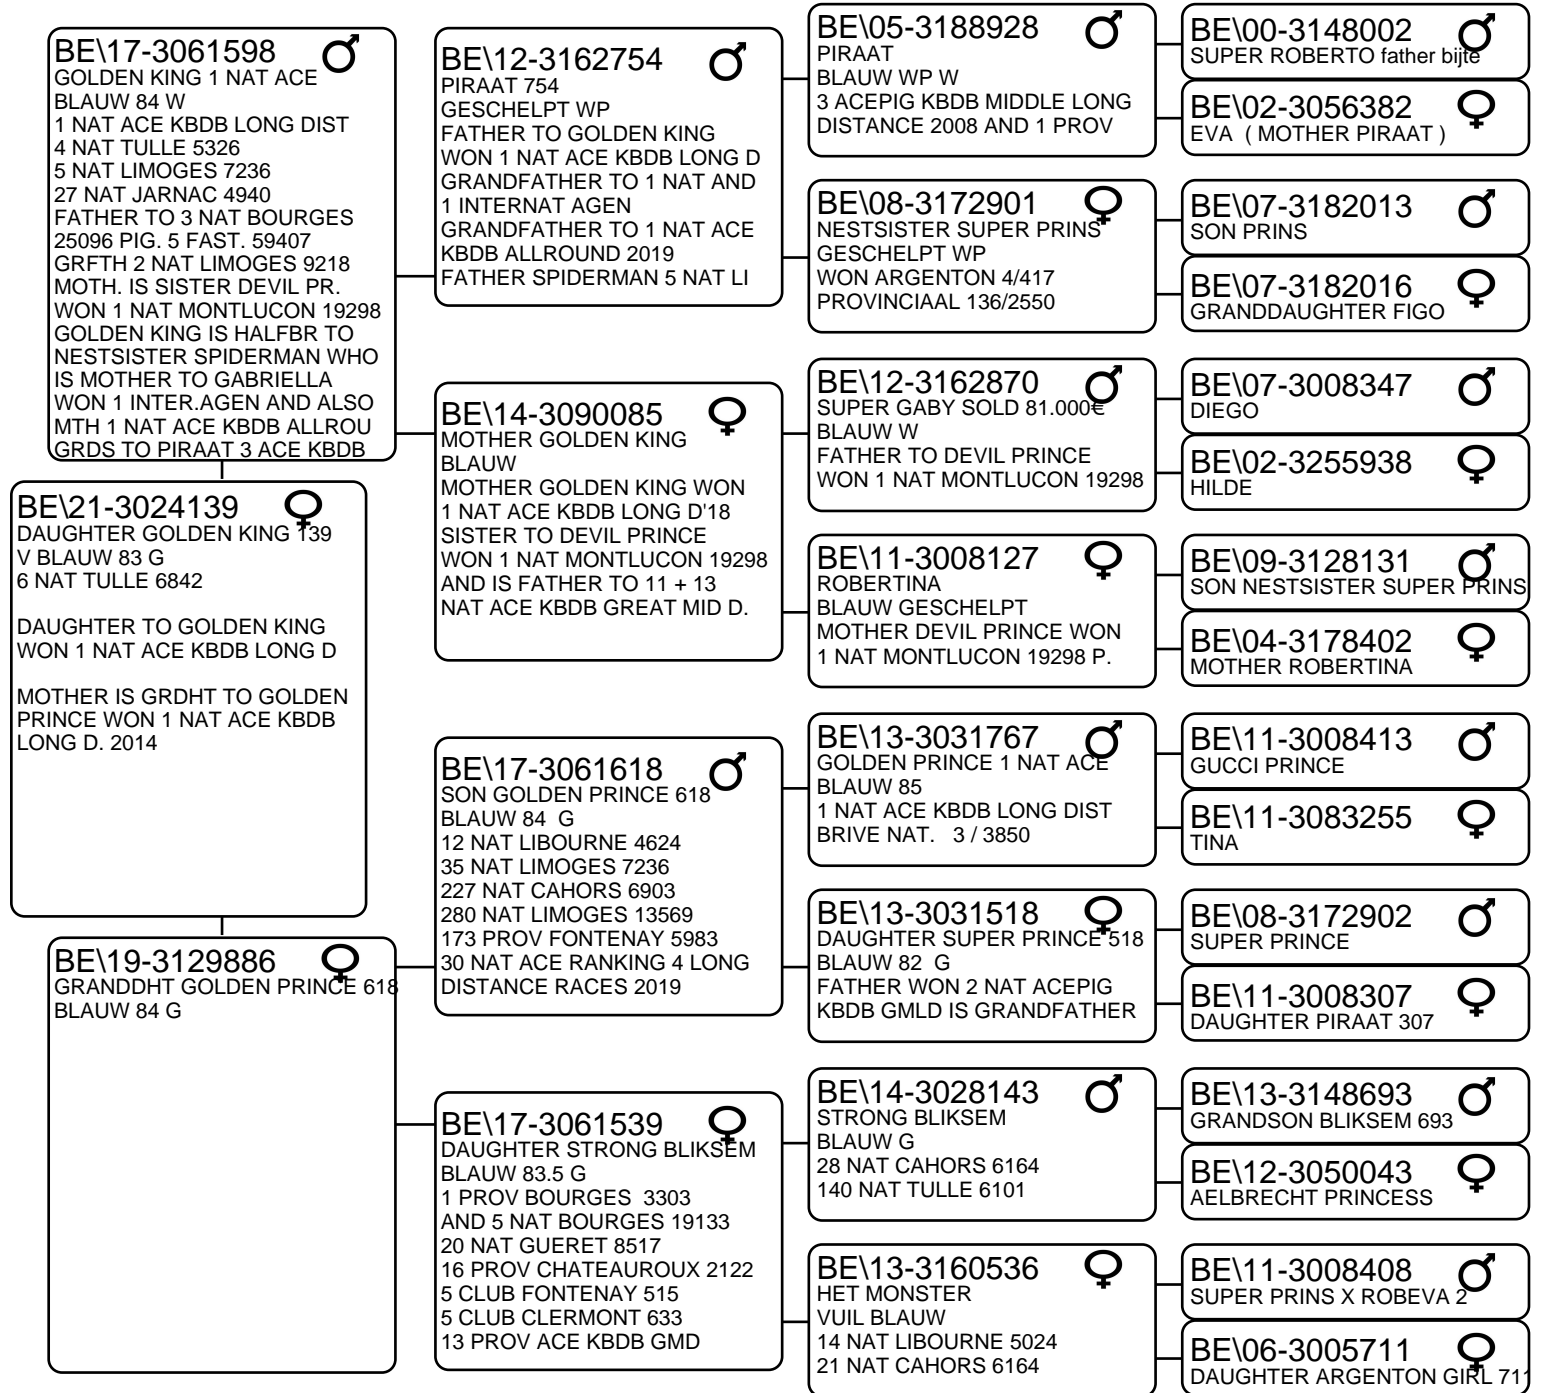 BE\17-3061598
GOLDEN KING 1 NAT ACE
BLAUW 84 W
1 NAT ACE KBDB LONG DIST
4 NAT TULLE 5326
5 NAT LIMOGES 7236
27 NAT JARNAC 4940
FATHER TO 3 NAT BOURGES
25096 PIG. 5 FAST. 59407
GRFTH 2 NAT LIMOGES 9218
MOTH. IS SISTER DEVIL PR.
WON 1 NAT MONTLUCON 19298
GOLDEN KING IS HALFBR TO
NESTSISTER SPIDERMAN WHO
IS MOTHER TO GABRIELLA
WON 1 INTER.AGEN AND ALSO
MTH 1 NAT ACE KBDB ALLROU
GRDS TO PIRAAT 3 ACE KBDB
BE\21-3024139
DAUGHTER GOLDEN KING 139
V BLAUW 83 G
6 NAT TULLE 6842
DAUGHTER TO GOLDEN KING
WON 1 NAT ACE KBDB LONG D
MOTHER IS GRDHT TO GOLDEN
PRINCE WON 1 NAT ACE KBDB
LONG D. 2014
BE\19-3129886
GRANDDHT GOLDEN PRINCE 618
BLAUW 84 G
BE\12-3162754
PIRAAT 754
GESCHELPT WP
FATHER TO GOLDEN KING
WON 1 NAT ACE KBDB LONG D
GRANDFATHER TO 1 NAT AND
1 INTERNAT AGEN
GRANDFATHER TO 1 NAT ACE
KBDB ALLROUND 2019
FATHER SPIDERMAN 5 NAT LI
BE\14-3090085
MOTHER GOLDEN KING
BLAUW
MOTHER GOLDEN KING WON
1 NAT ACE KBDB LONG D'18
SISTER TO DEVIL PRINCE
WON 1 NAT MONTLUCON 19298
AND IS FATHER TO 11 + 13
NAT ACE KBDB GREAT MID D.
BE\17-3061618
SON GOLDEN PRINCE 618
BLAUW 84 G
12 NAT LIBOURNE 4624
35 NAT LIMOGES 7236
227 NAT CAHORS 6903
280 NAT LIMOGES 13569
173 PROV FONTENAY 5983
30 NAT ACE RANKING 4 LONG
DISTANCE RACES 2019
BE\17-3061539
DAUGHTER STRONG BLIKSEM
BLAUW 83.5 G
1 PROV BOURGES 3303
AND 5 NAT BOURGES 19133
20 NAT GUERET 8517
16 PROV CHATEAUROUX 2122
5 CLUB FONTENAY 515
5 CLUB CLERMONT 633
13 PROV ACE KBDB GMD
BE\05-3188928
PIRAAT
BLAUW WP W
3 ACEPIG KBDB MIDDLE LONG
DISTANCE 2008 AND 1 PROV
BE\08-3172901
NESTSISTER SUPER PRINS
GESCHELPT WP
WON ARGENTON 4/417
PROVINCIAAL 136/2550
BE\12-3162870
SUPER GABY SOLD 81.000€
BLAUW W
FATHER TO DEVIL PRINCE
WON 1 NAT MONTLUCON 19298
BE\11-3008127
ROBERTINA
BLAUW GESCHELPT
MOTHER DEVIL PRINCE WON
1 NAT MONTLUCON 19298 P.
BE\13-3031767
GOLDEN PRINCE 1 NAT ACE
BLAUW 85
1 NAT ACE KBDB LONG DIST
BRIVE NAT. 3 / 3850
BE\13-3031518
DAUGHTER SUPER PRINCE 518
BLAUW 82 G
FATHER WON 2 NAT ACEPIG
KBDB GMLD IS GRANDFATHER
BE\14-3028143
STRONG BLIKSEM
BLAUW G
28 NAT CAHORS 6164
140 NAT TULLE 6101
BE\13-3160536
HET MONSTER
VUIL BLAUW
14 NAT LIBOURNE 5024
21 NAT CAHORS 6164
BE\00-3148002
SUPER ROBERTO father bijte
BE\02-3056382
EVA ( MOTHER PIRAAT )
BE\07-3182013
SON PRINS
BE\07-3182016
GRANDDAUGHTER FIGO
BE\07-3008347
DIEGO
BE\02-3255938
HILDE
BE\09-3128131
SON NESTSISTER SUPER PRINS
BE\04-3178402
MOTHER ROBERTINA
BE\11-3008413
GUCCI PRINCE
BE\11-3083255
TINA
BE\08-3172902
SUPER PRINCE
BE\11-3008307
DAUGHTER PIRAAT 307
BE\13-3148693
GRANDSON BLIKSEM 693
BE\12-3050043
AELBRECHT PRINCESS
BE\11-3008408
SUPER PRINS X ROBEVA 2
BE\06-3005711
DAUGHTER ARGENTON GIRL 711